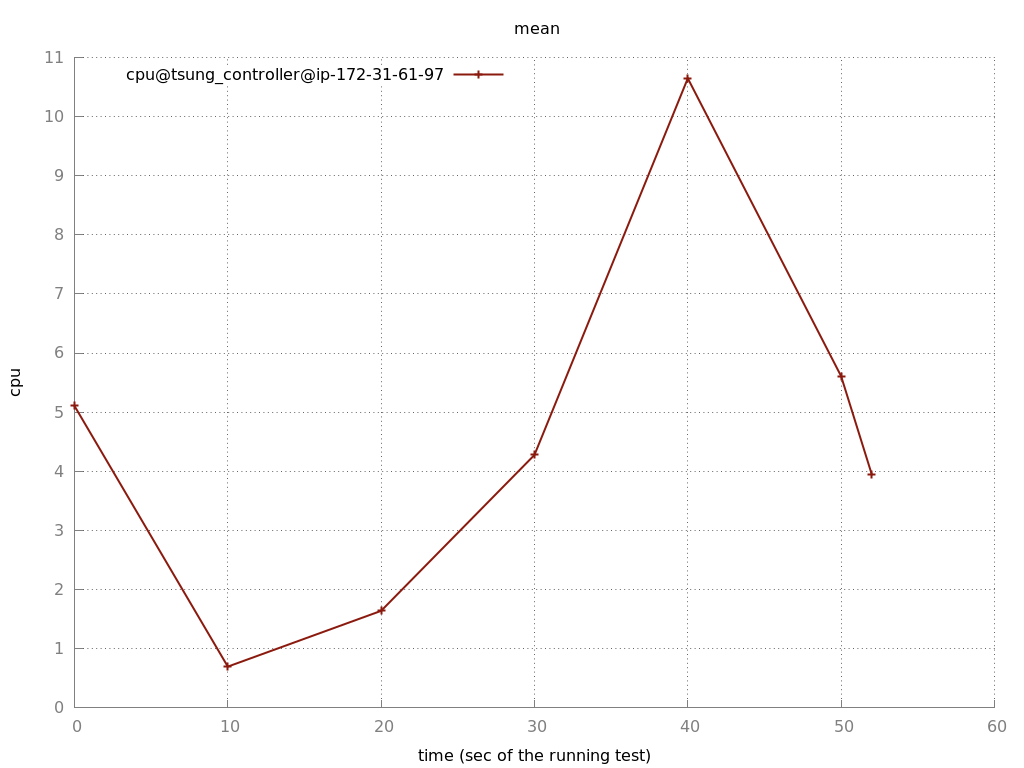 mean
11
cpu@tsung_controller@ip-172-31-61-97
10
9
8
7
6
5
4
3
2
1
0
cpu
0 10 20 30 40 50 60
time (sec of the running test)